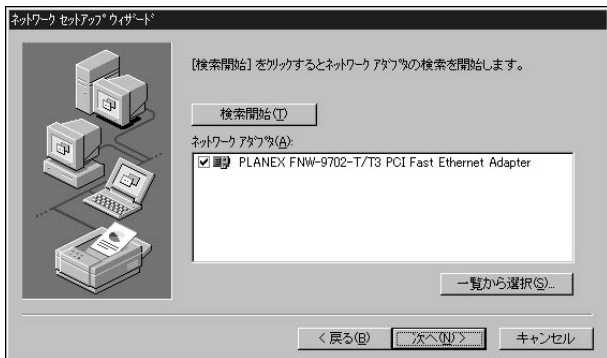 ネットワーク セットアップ ウィザード
[検索開始] をクリックするとネットワーク アダプタの検索を開始します。
検索開始(T)
ネットワーク アダプタ(A):
PLANEX FNW-9702-T/T3 PCI Fast Ethernet Adapter
一覧から選択(S)...
< 戻る(B)
次へ(N) >
キャンセル